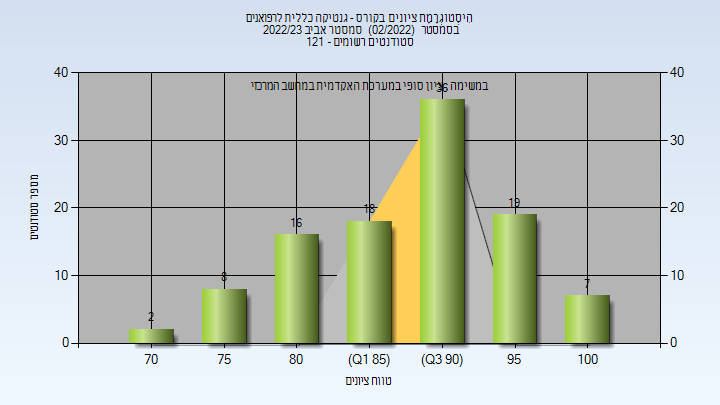 היסטוגרמת ציונים בקורס - גנטיקה כללית לרפואנים
בסמסטר (02/2022) סמסטר אביב 2022/23
סטודנטים רשומים - 121
במשימה ציון סופי במערכת האקדמית במחשב המרכזי
מספר סטודנטים
40
30
20
10
0
40
30
20
10
0
2
8
16
18
36
19
7
70
75
80
(Q1 85)
(Q3 90)
95
100
טווח ציונים